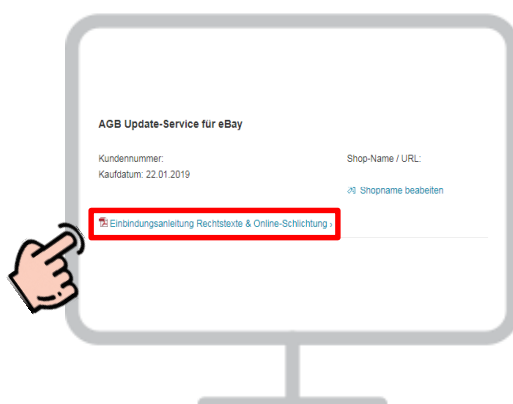 AGB Update-Service für eBay
Kundennummer: Shop-Name / URL:
Kaufdatum: 22.01.2019
Shopname beabeiten
Einbindungsanleitung Rechtstexte & Online-Schlichtung ›